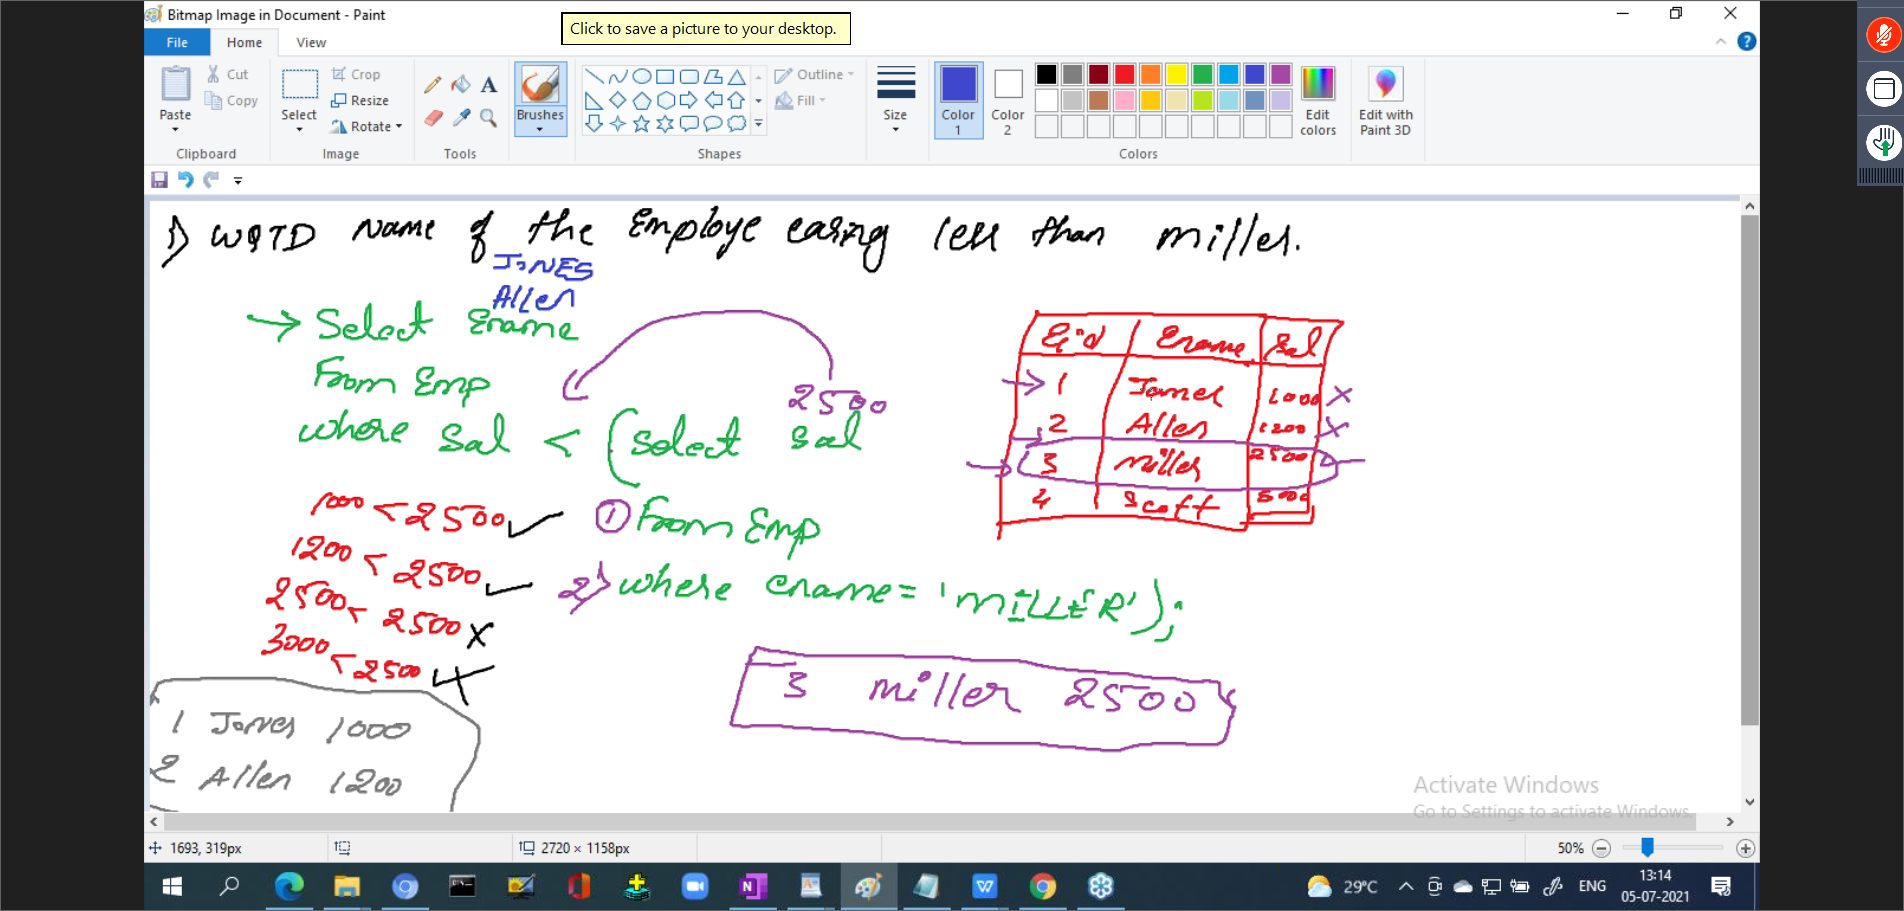 Bitmap Image in Document - Paint
Click to save a picture to your desktop.
File Home View
Cut
Copy
Paste
Clipboard
Crop
Resize
Rotate
Select
Image
Tools
Brushes
Outline
Fill
Shapes
Size
Color 1
Color 2
Edit colors
Edit with Paint 3D
Colors
1) WQTD Name of the Employe earing less than miller.
JONES
Allen
→ Select Ename
From Emp
2500
where Sal < (select sal
1000 < 2500 ✓
① From Emp
1200 < 2500 ✓
2) where ename = 'MILLER');
2500 < 2500 X
3000 < 2500
3 miller 2500
1 Jones 1000
2 Allen 1200
Eid Ename Sal
1 Jones 1000 X
2 Allen 1200 X
3 miller 2500
4 Scott
Activate Windows
Go to Settings to activate Windows.
1693, 319px
2720 × 1158px
50%
29°C
ENG
13:14
05-07-2021